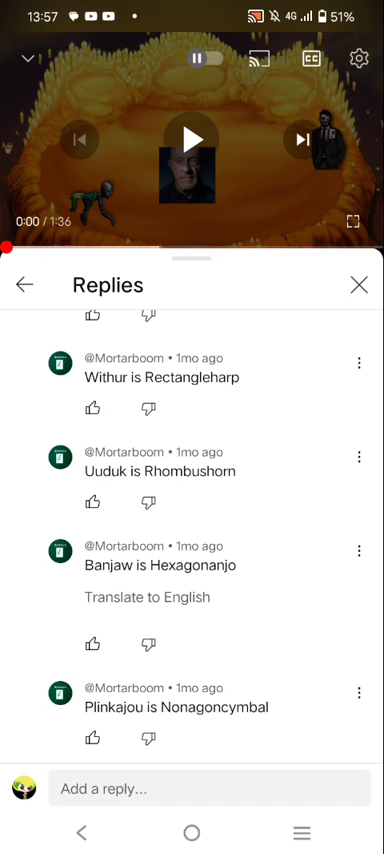 13:57
4G
51%
CC
0:00 / 1:36
Replies
@Mortarboom • 1mo ago
Withur is Rectangleharp
@Mortarboom • 1mo ago
Uuduk is Rhombushorn
@Mortarboom • 1mo ago
Banjaw is Hexagonanjo
Translate to English
@Mortarboom • 1mo ago
Plinkajou is Nonagoncymbal
Add a reply...